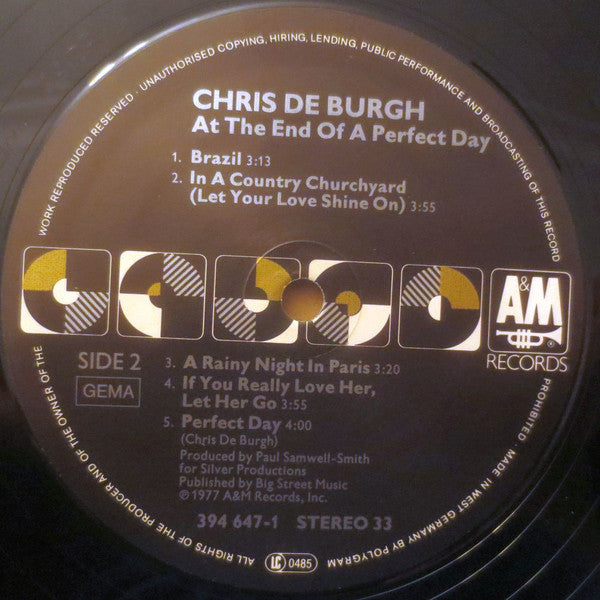 WORK REPRODUCED RESERVED · UNAUTHORISED COPYING, HIRING, LENDING, PUBLIC PERFORMANCE AND BROADCASTING OF THIS RECORD
CHRIS DE BURGH
At The End Of A Perfect Day
1. Brazil 3:13
2. In A Country Churchyard
(Let Your Love Shine On) 3:55
A&M
®
RECORDS
SIDE 2
GEMA
3. A Rainy Night In Paris 3:20
4. If You Really Love Her,
Let Her Go 3:55
5. Perfect Day 4:00
(Chris De Burgh)
Produced by Paul Samwell-Smith
for Silver Productions
Published by Big Street Music
℗1977 A&M Records, Inc.
394 647-1 STEREO 33
LC 0485
ALL RIGHTS OF THE PRODUCER AND OF THE OWNER OF THE
PROHIBITED · MADE IN WEST GERMANY BY POLYGRAM